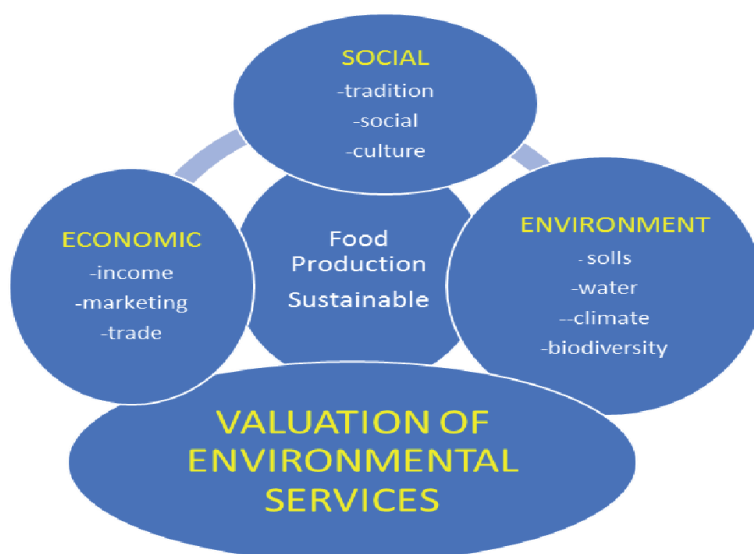 SOCIAL
-tradition
-social
-culture
ECONOMIC
-income
-marketing
-trade
Food
Production
Sustainable
ENVIRONMENT
- solls
-water
--climate
-biodiversity
VALUATION OF
ENVIRONMENTAL
SERVICES